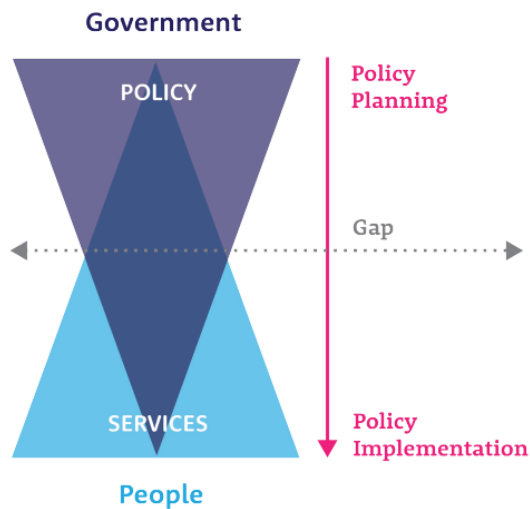 Government
POLICY
Policy
Planning
Gap
SERVICES
Policy
Implementation
People